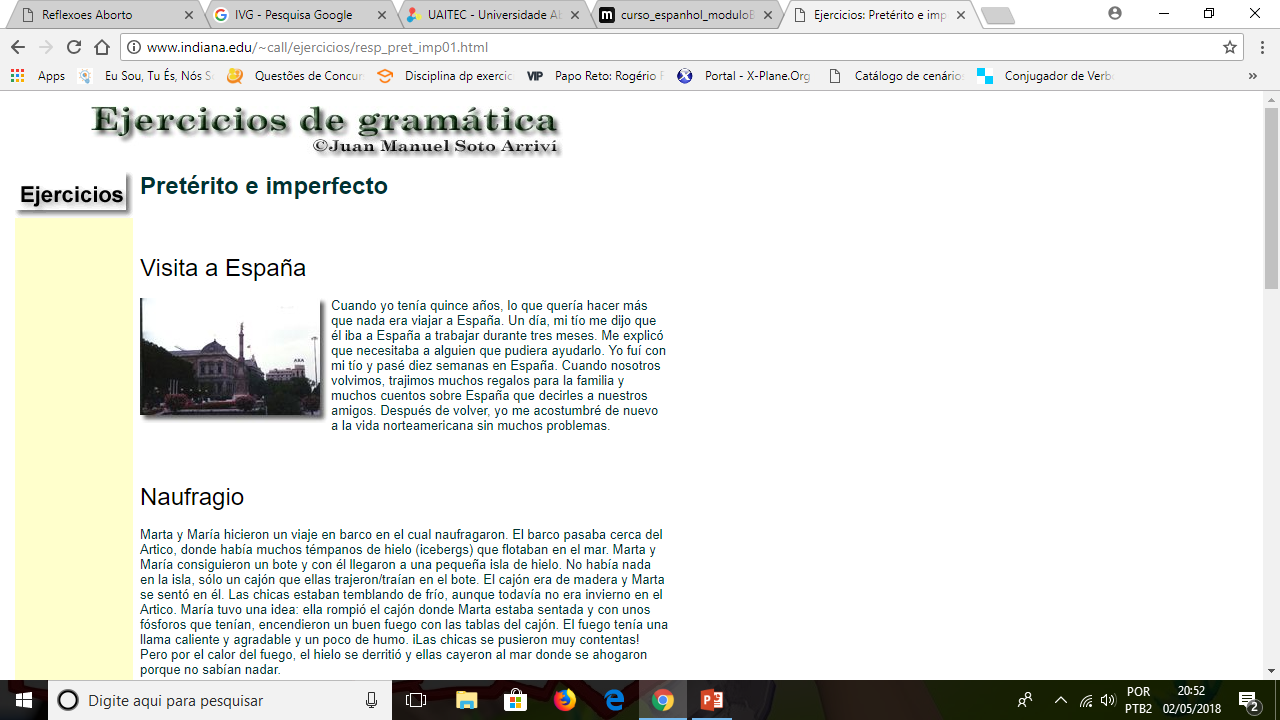 Reflexoes Aborto
IVG - Pesquisa Google
UAITEC - Universidade Ab
curso_espanhol_modulo
Ejercicios: Pretérito e imp
www.indiana.edu/~call/ejercicios/resp_pret_imp01.html
Apps
Eu Sou, Tu És, Nós S
Questões de Concur
Disciplina dp exercic
VIP Papo Reto: Rogério
Portal - X-Plane.Org
Catálogo de cenário
Conjugador de Verb
»
Ejercicios de gramática
©Juan Manuel Soto Arriví
Ejercicios
Pretérito e imperfecto
Visita a España
Cuando yo tenía quince años, lo que quería hacer más
que nada era viajar a España. Un día, mi tío me dijo que
él iba a España a trabajar durante tres meses. Me explicó
que necesitaba a alguien que pudiera ayudarlo. Yo fuí con
mi tío y pasé diez semanas en España. Cuando nosotros
volvimos, trajimos muchos regalos para la familia y
muchos cuentos sobre España que decirles a nuestros
amigos. Después de volver, yo me acostumbré de nuevo
a la vida norteamericana sin muchos problemas.
Naufragio
Marta y María hicieron un viaje en barco en el cual naufragaron. El barco pasaba cerca del
Artico, donde había muchos témpanos de hielo (icebergs) que flotaban en el mar. Marta y
María consiguieron un bote y con él llegaron a una pequeña isla de hielo. No había nada
en la isla, sólo un cajón que ellas trajeron/traían en el bote. El cajón era de madera y Marta
se sentó en él. Las chicas estaban temblando de frío, aunque todavía no era invierno en el
Artico. María tuvo una idea: ella rompió el cajón donde Marta estaba sentada y con unos
fósforos que tenían, encendieron un buen fuego con las tablas del cajón. El fuego tenía una
llama caliente y agradable y un poco de humo. ¡Las chicas se pusieron muy contentas!
Pero por el calor del fuego, el hielo se derritió y ellas cayeron al mar donde se ahogaron
porque no sabían nadar.
Digite aqui para pesquisar
POR
PTB2
20:52
02/05/2018
2